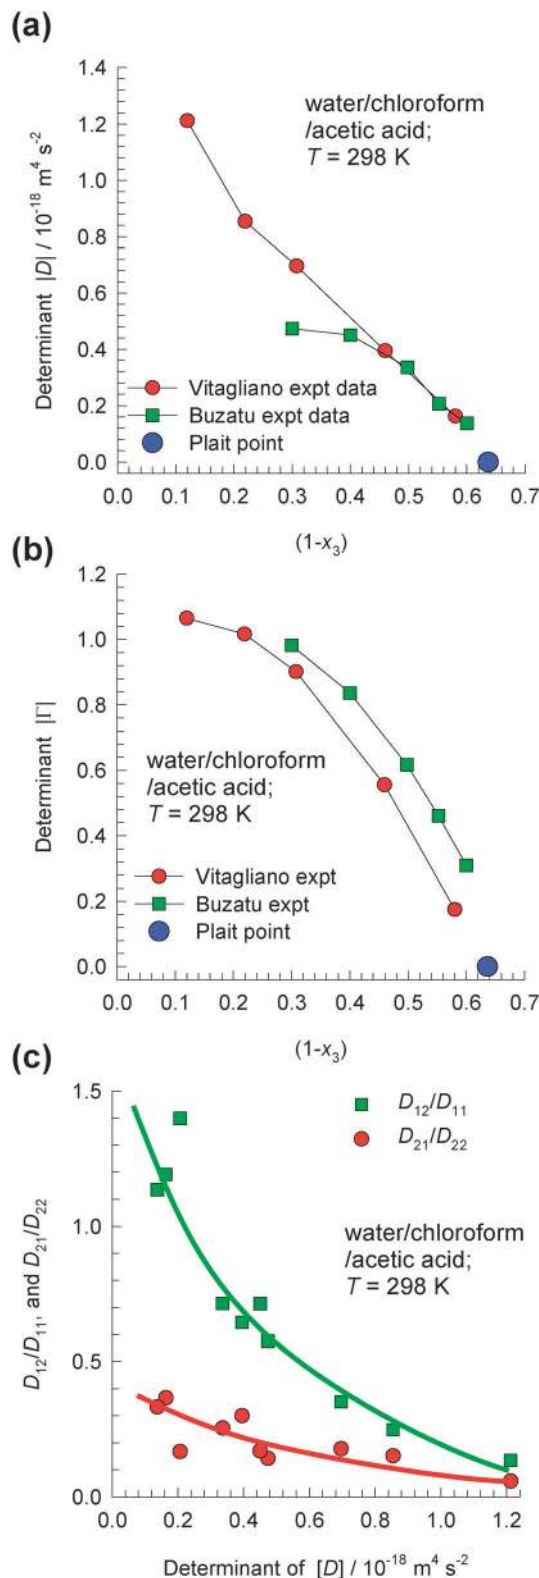 (a)
1.4
1.2
1.0
0.8
0.6
0.4
0.2
0.0
Determinant |D| / 10⁻¹⁸ m⁴ s⁻²
water/chloroform
/acetic acid;
T = 298 K
Vitagliano expt data
Buzatu expt data
Plait point
0.0 0.1 0.2 0.3 0.4 0.5 0.6 0.7
(1-x₃)
(b)
1.2
1.0
0.8
0.6
0.4
0.2
0.0
Determinant |Γ|
water/chloroform
/acetic acid;
T = 298 K
Vitagliano expt
Buzatu expt
Plait point
0.0 0.1 0.2 0.3 0.4 0.5 0.6 0.7
(1-x₃)
(c)
1.5
1.0
0.5
0.0
D₁₂/D₁₁, and D₂₁/D₂₂
D₁₂/D₁₁
D₂₁/D₂₂
water/chloroform
/acetic acid;
T = 298 K
0.0 0.2 0.4 0.6 0.8 1.0 1.2
Determinant of [D] / 10⁻¹⁸ m⁴ s⁻²